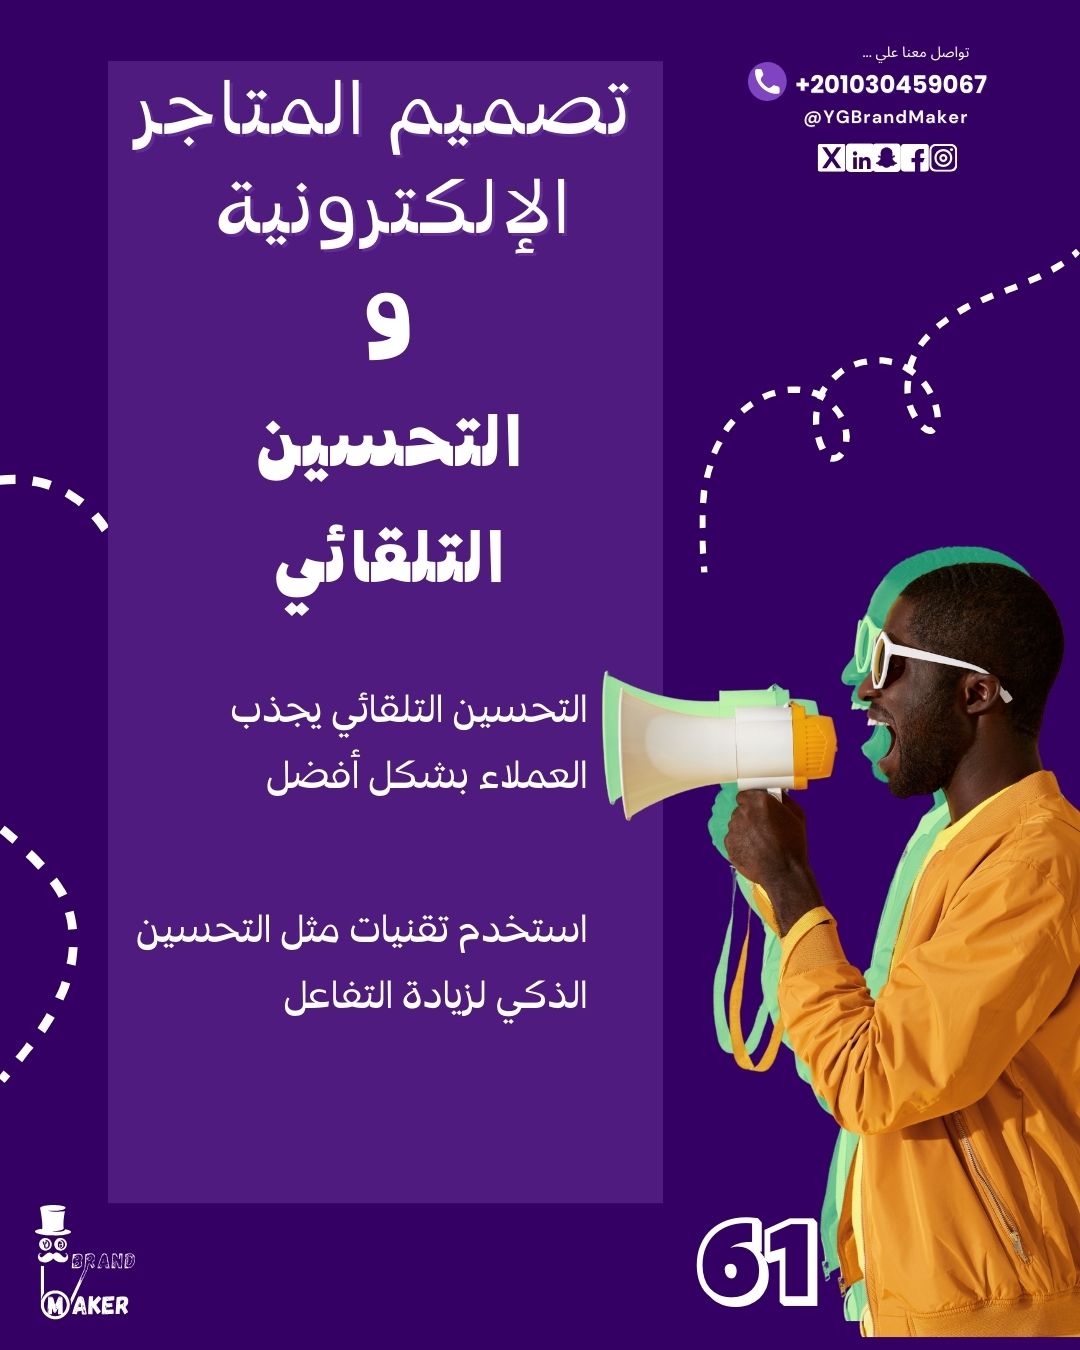 تواصل معنا علي ...
+201030459067
@YGBrandMaker
تصميم المتاجر
الإلكترونية
و
التحسين
التلقائي
التحسين التلقائي يجذب
العملاء بشكل أفضل
استخدم تقنيات مثل التحسين
الذكي لزيادة التفاعل
BRAND
MAKER
61